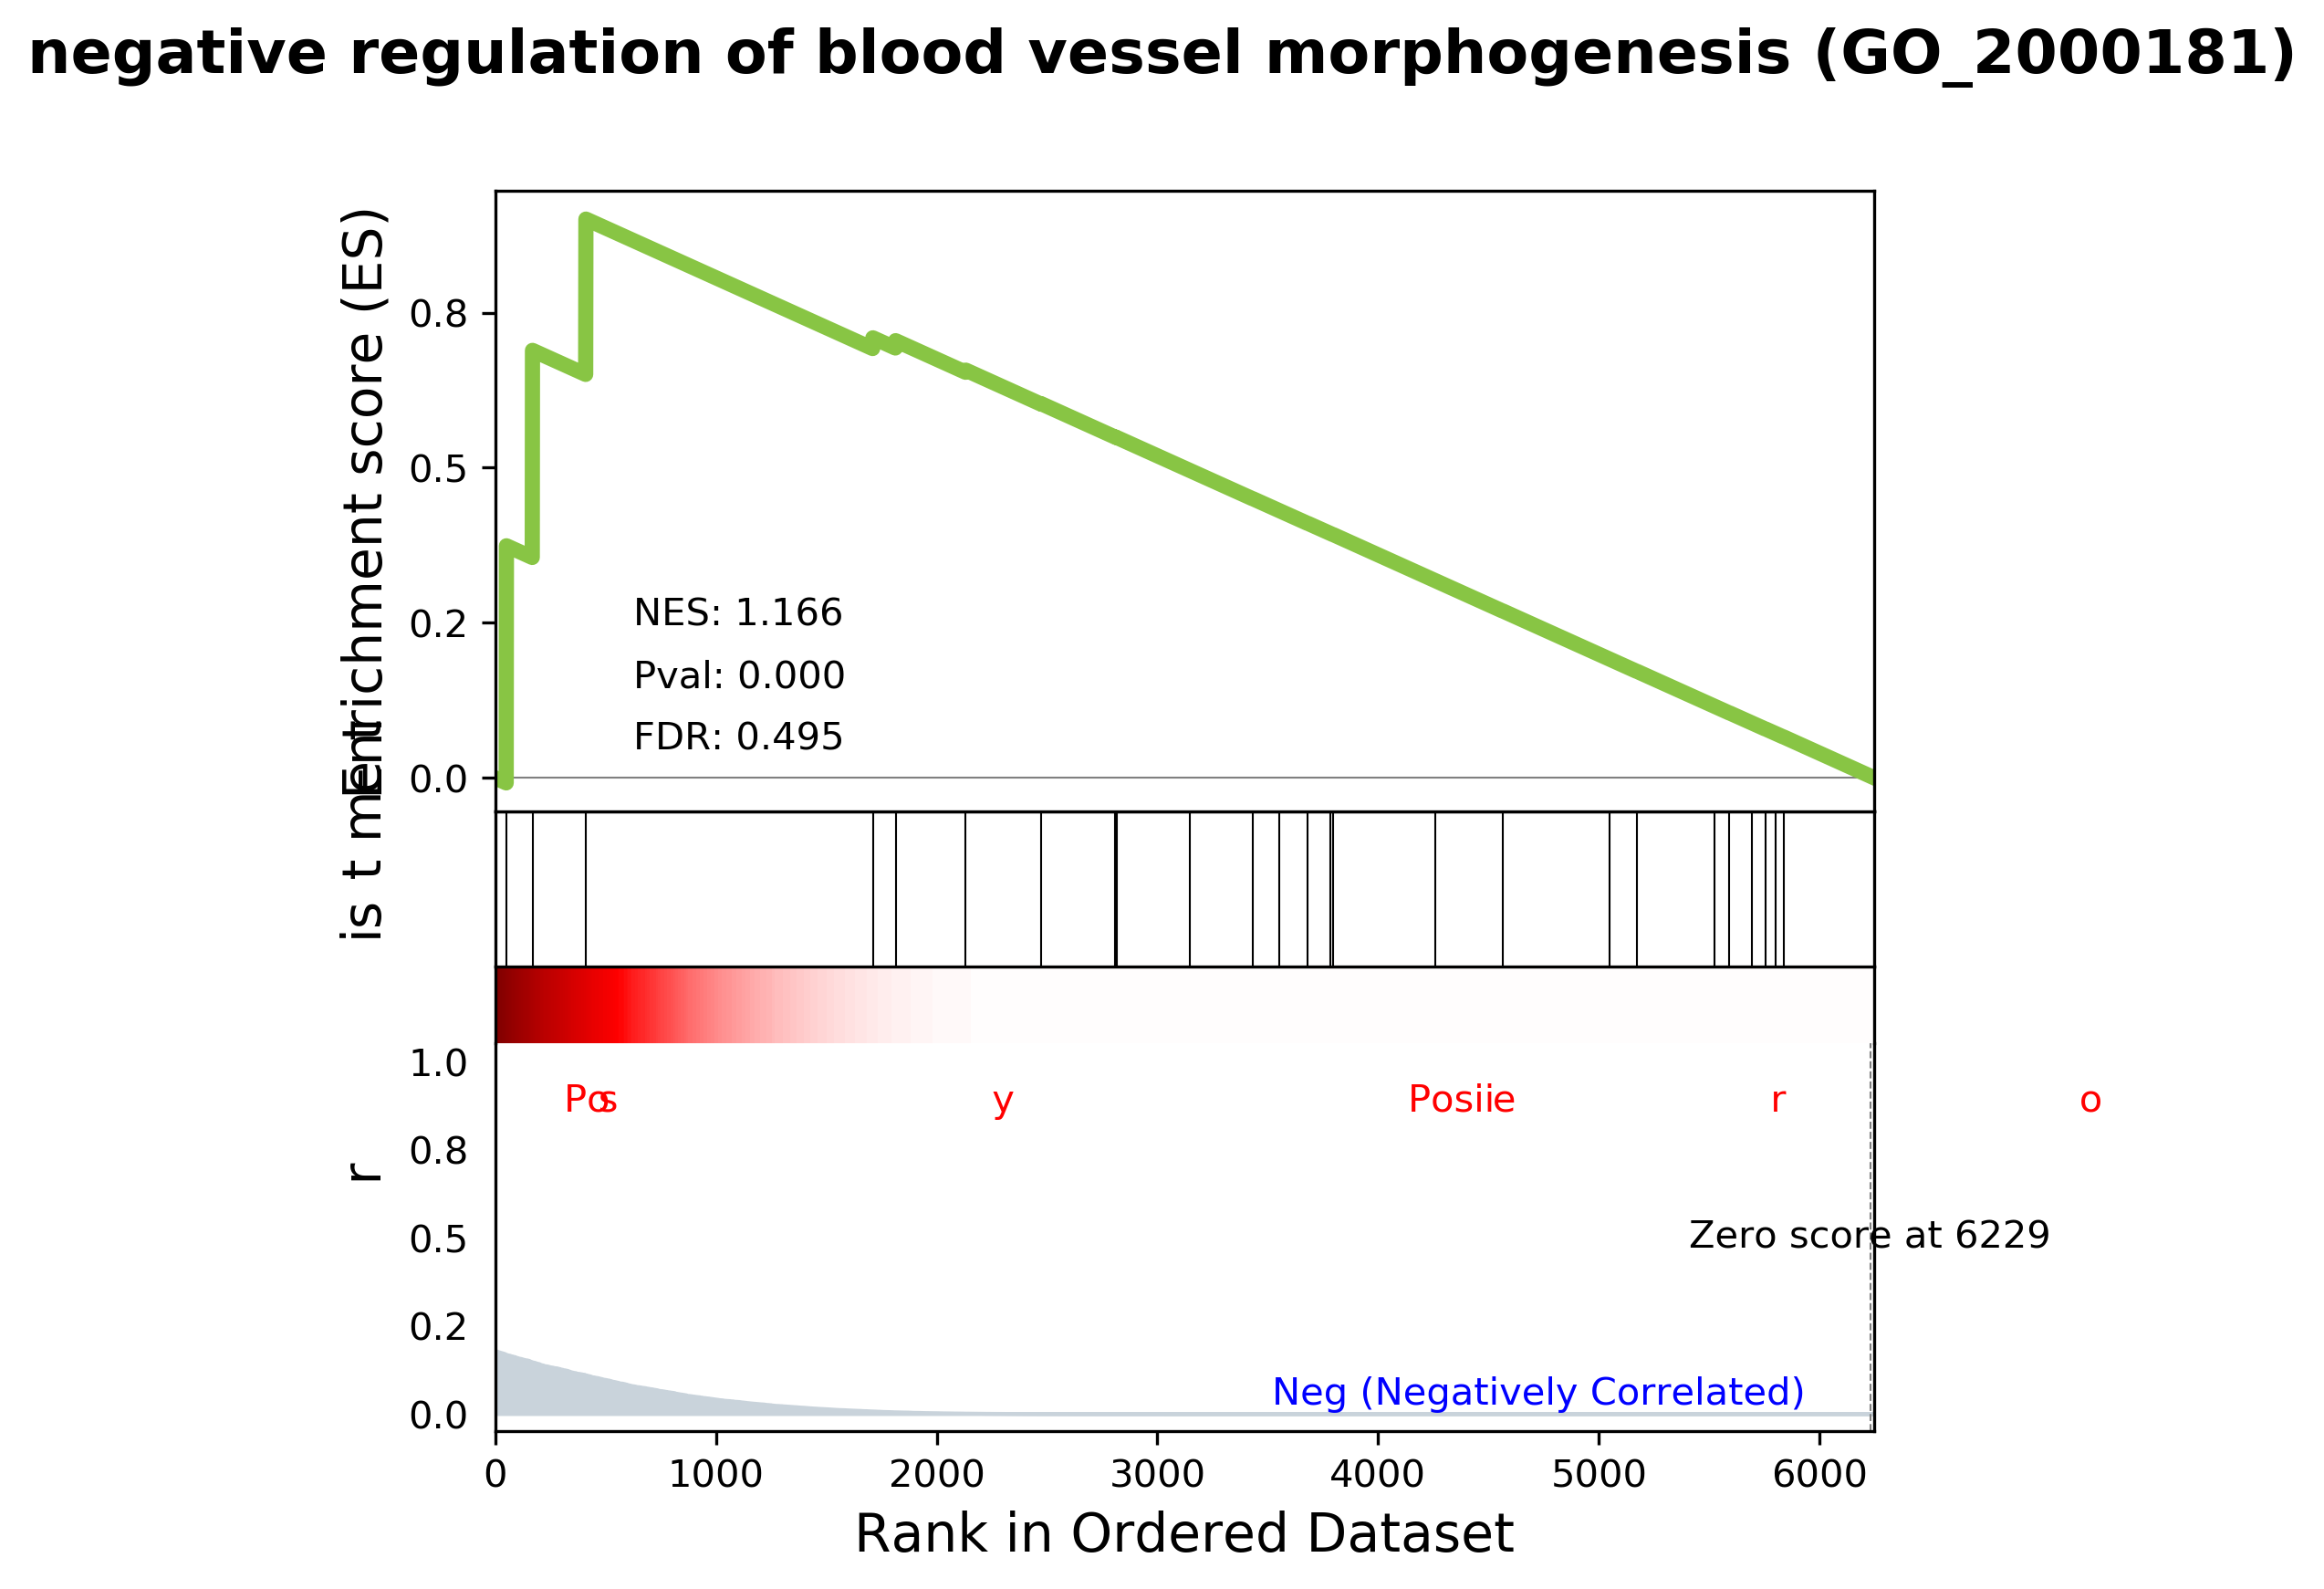 negative regulation of blood vessel morphogenesis (GO_2000181)
Enrichment score (ES)
0.8
0.5
0.2
0.0
NES: 1.166
Pval: 0.000
FDR: 0.495
1.0
0.8
0.5
0.2
0.0
r
Zero score at 6229
Neg (Negatively Correlated)
0 1000 2000 3000 4000 5000 6000
Rank in Ordered Dataset